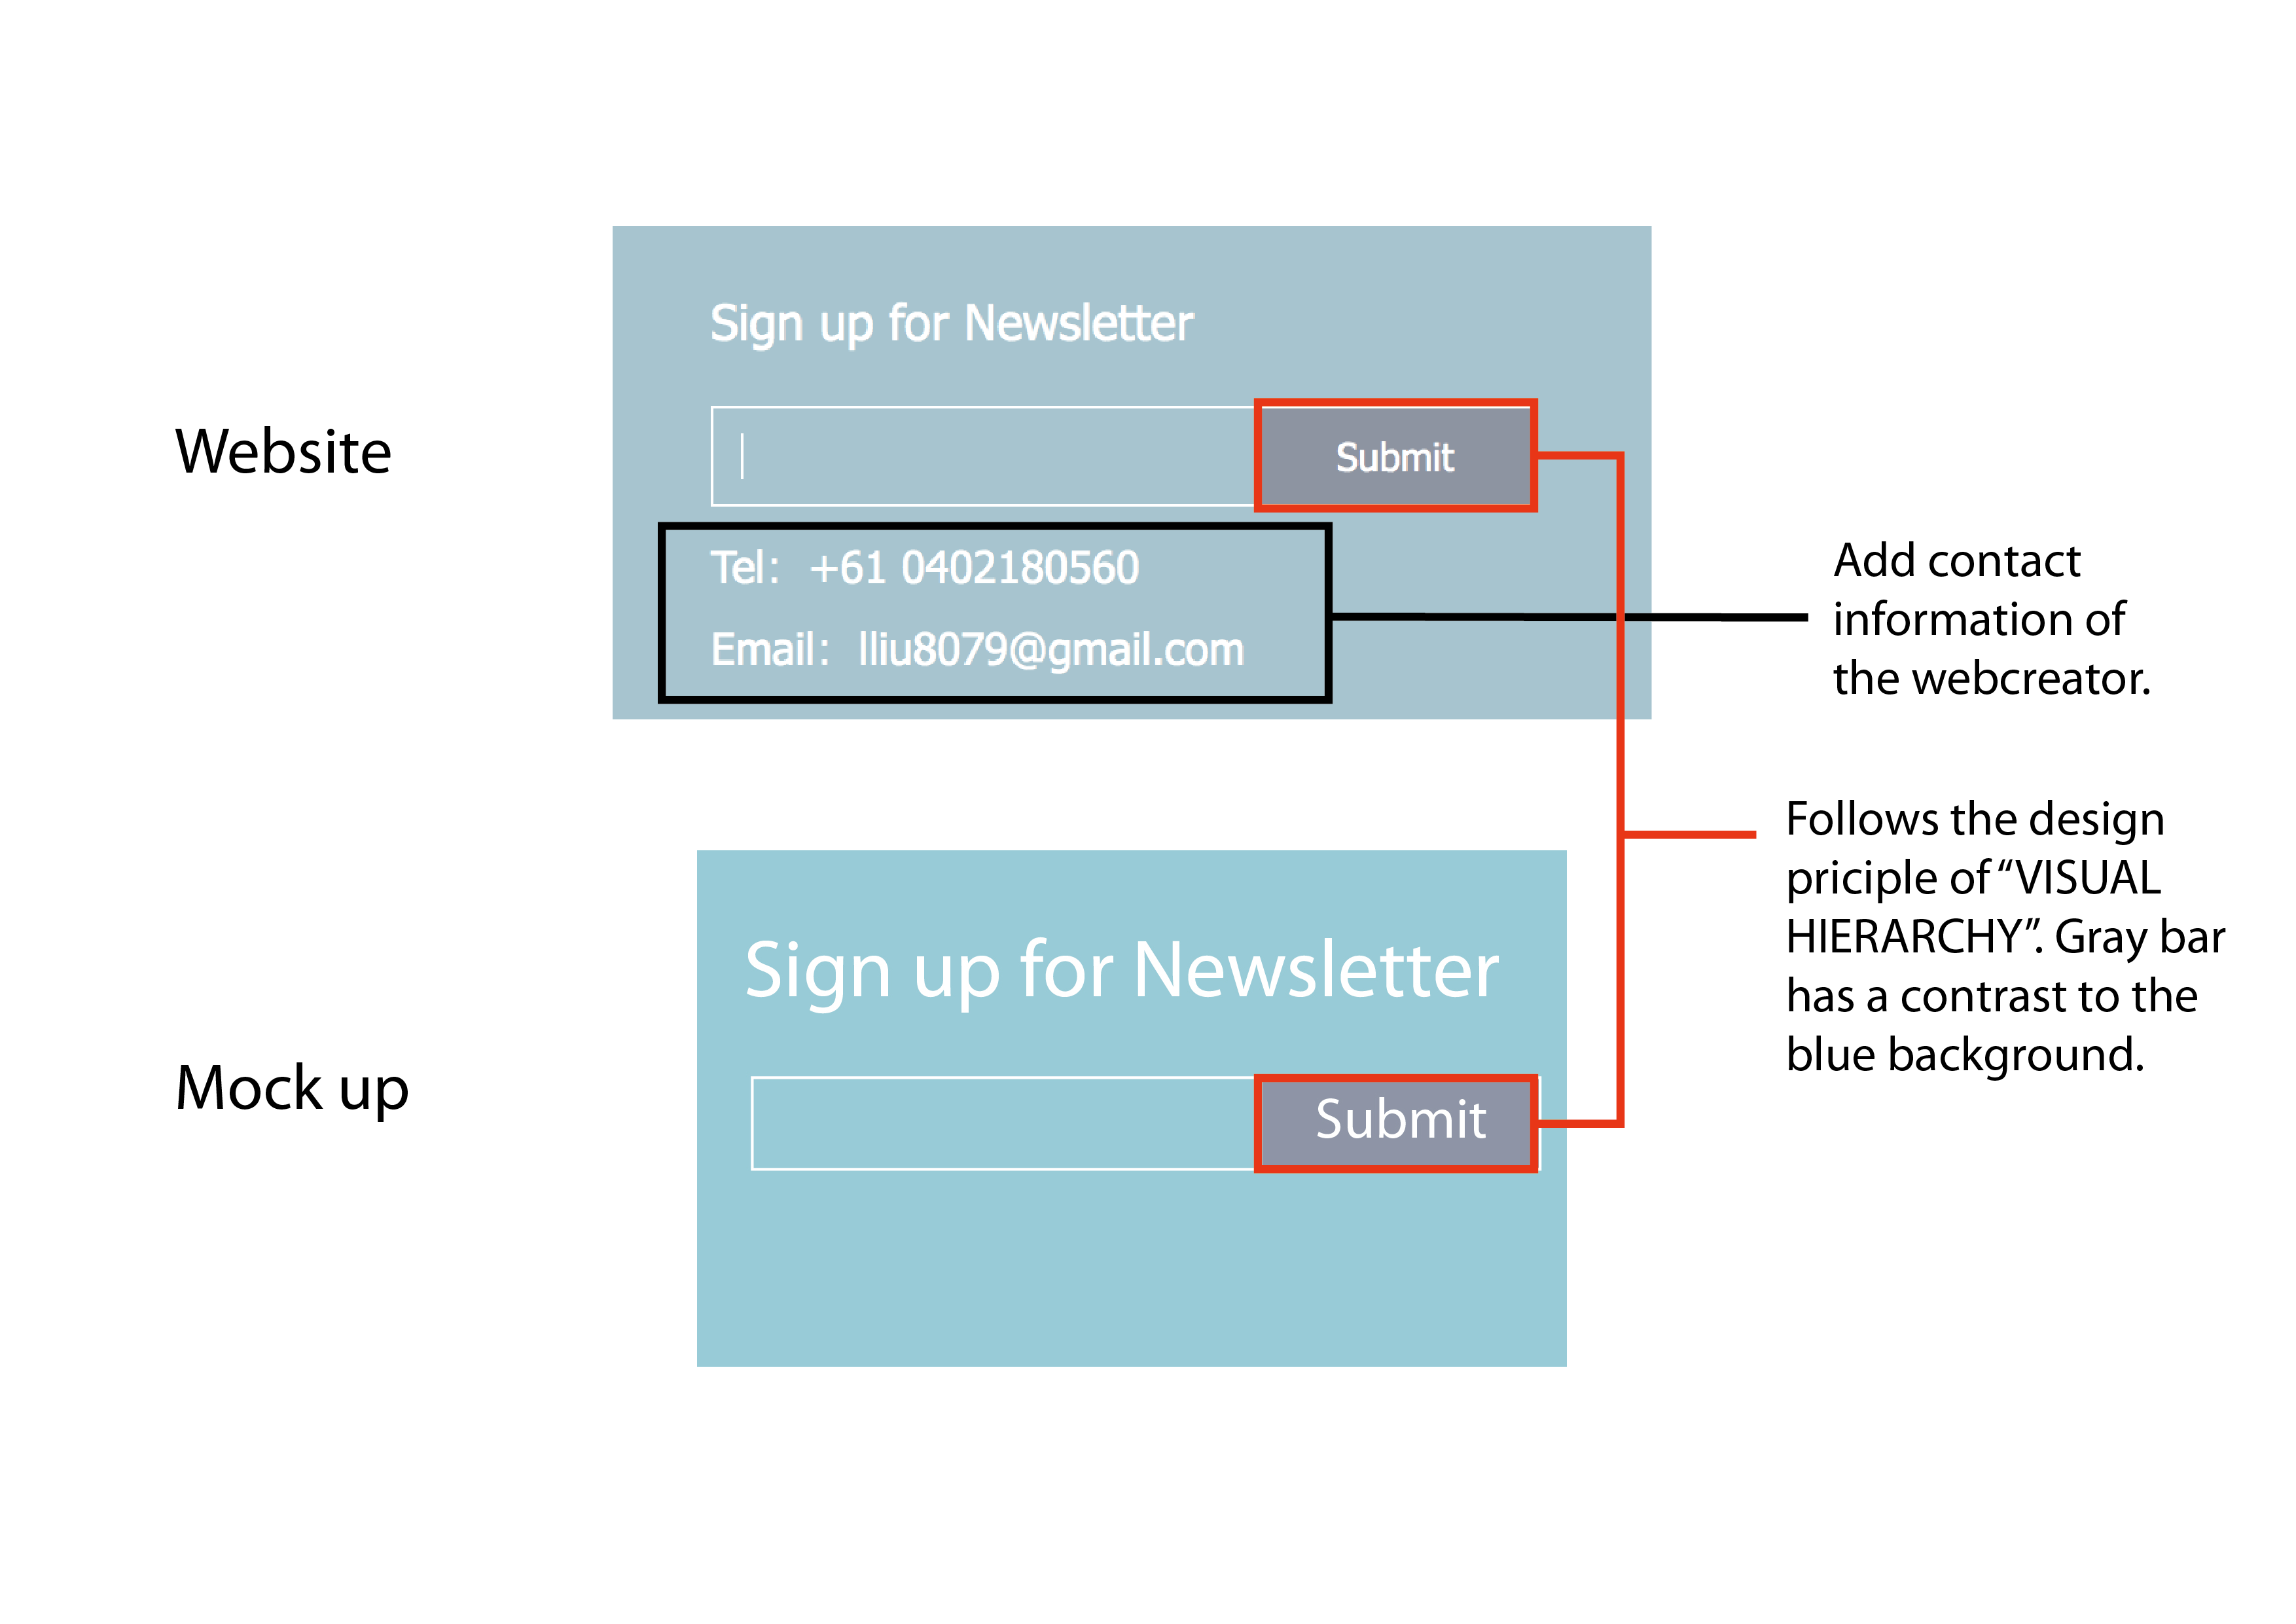 Website
Sign up for Newsletter
Submit
Tel: +61 0402180560
Email: lliu8079@gmail.com
Add contact
information of
the webcreator.
Follows the design
priciple of “VISUAL
HIERARCHY”. Gray bar
has a contrast to the
blue background.
Mock up
Sign up for Newsletter
Submit